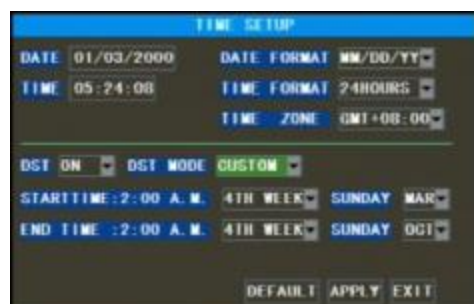 TIME SETUP
DATE 01/03/2000 DATE FORMAT MM/DD/YY
TIME 05:24:08 TIME FORMAT 24HOURS
TIME ZONE GMT+08:00
DST ON DST MODE CUSTOM
STARTTIME:2:00 A.M. 4TH WEEK SUNDAY MAR
END TIME :2:00 A.M. 4TH WEEK SUNDAY OCT
DEFAULT APPLY EXIT